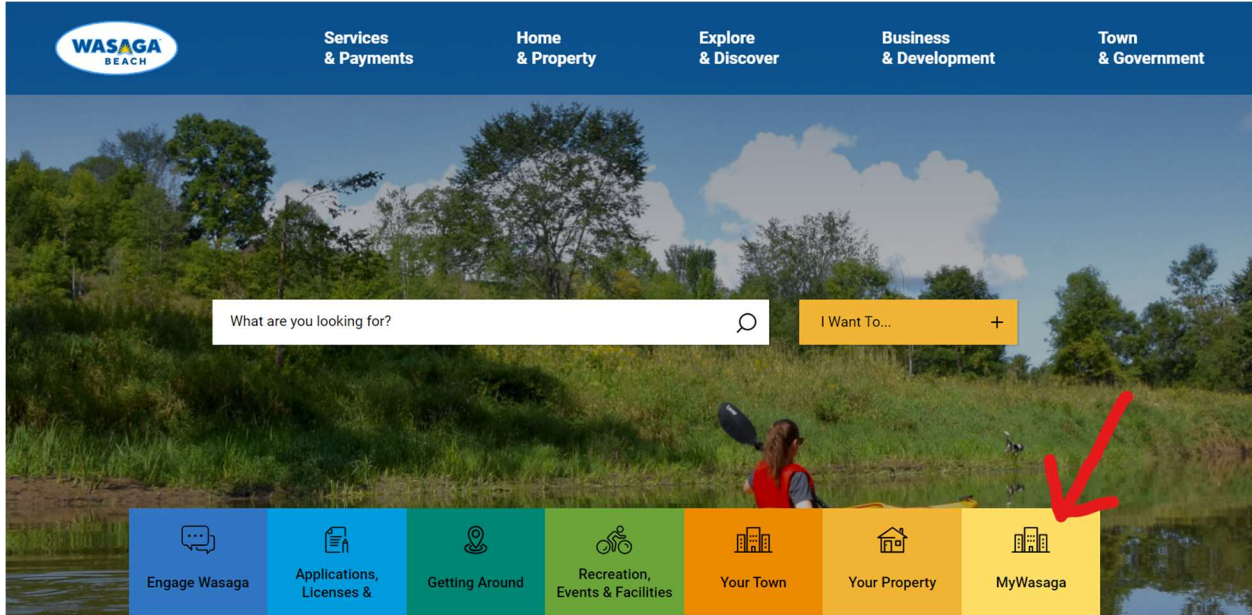 WASAGA
BEACH
Services
& Payments
Home
& Property
Explore
& Discover
Business
& Development
Town
& Government
What are you looking for?
I Want To... +
Engage Wasaga
Applications,
Licenses &
Getting Around
Recreation,
Events & Facilities
Your Town
Your Property
MyWasaga